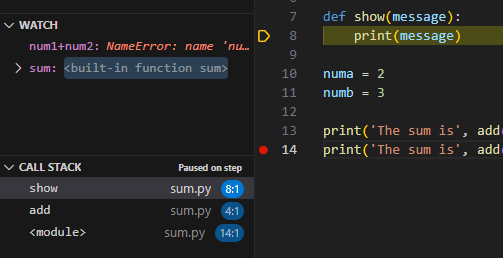 WATCH
num1+num2: NameError: name 'nu...
sum: <built-in function sum>
CALL STACK Paused on step
show sum.py 8:1
add sum.py 4:1
<module> sum.py 14:1
7 def show(message):
8 print(message)
9
10 numa = 2
11 numb = 3
12
13 print('The sum is', add(
14 print('The sum is', add(